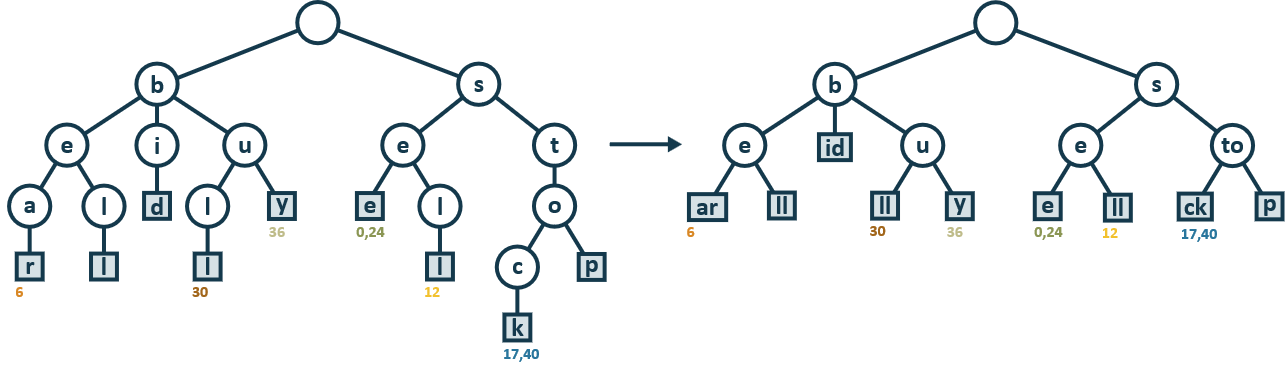 b s b s
e i u e t e id u e to
a l d l y e l o ar ll ll y e ll ck p
36 0,24 6 30 36 0,24 12 17,40
r l l l c p
6 30 12
k
17,40